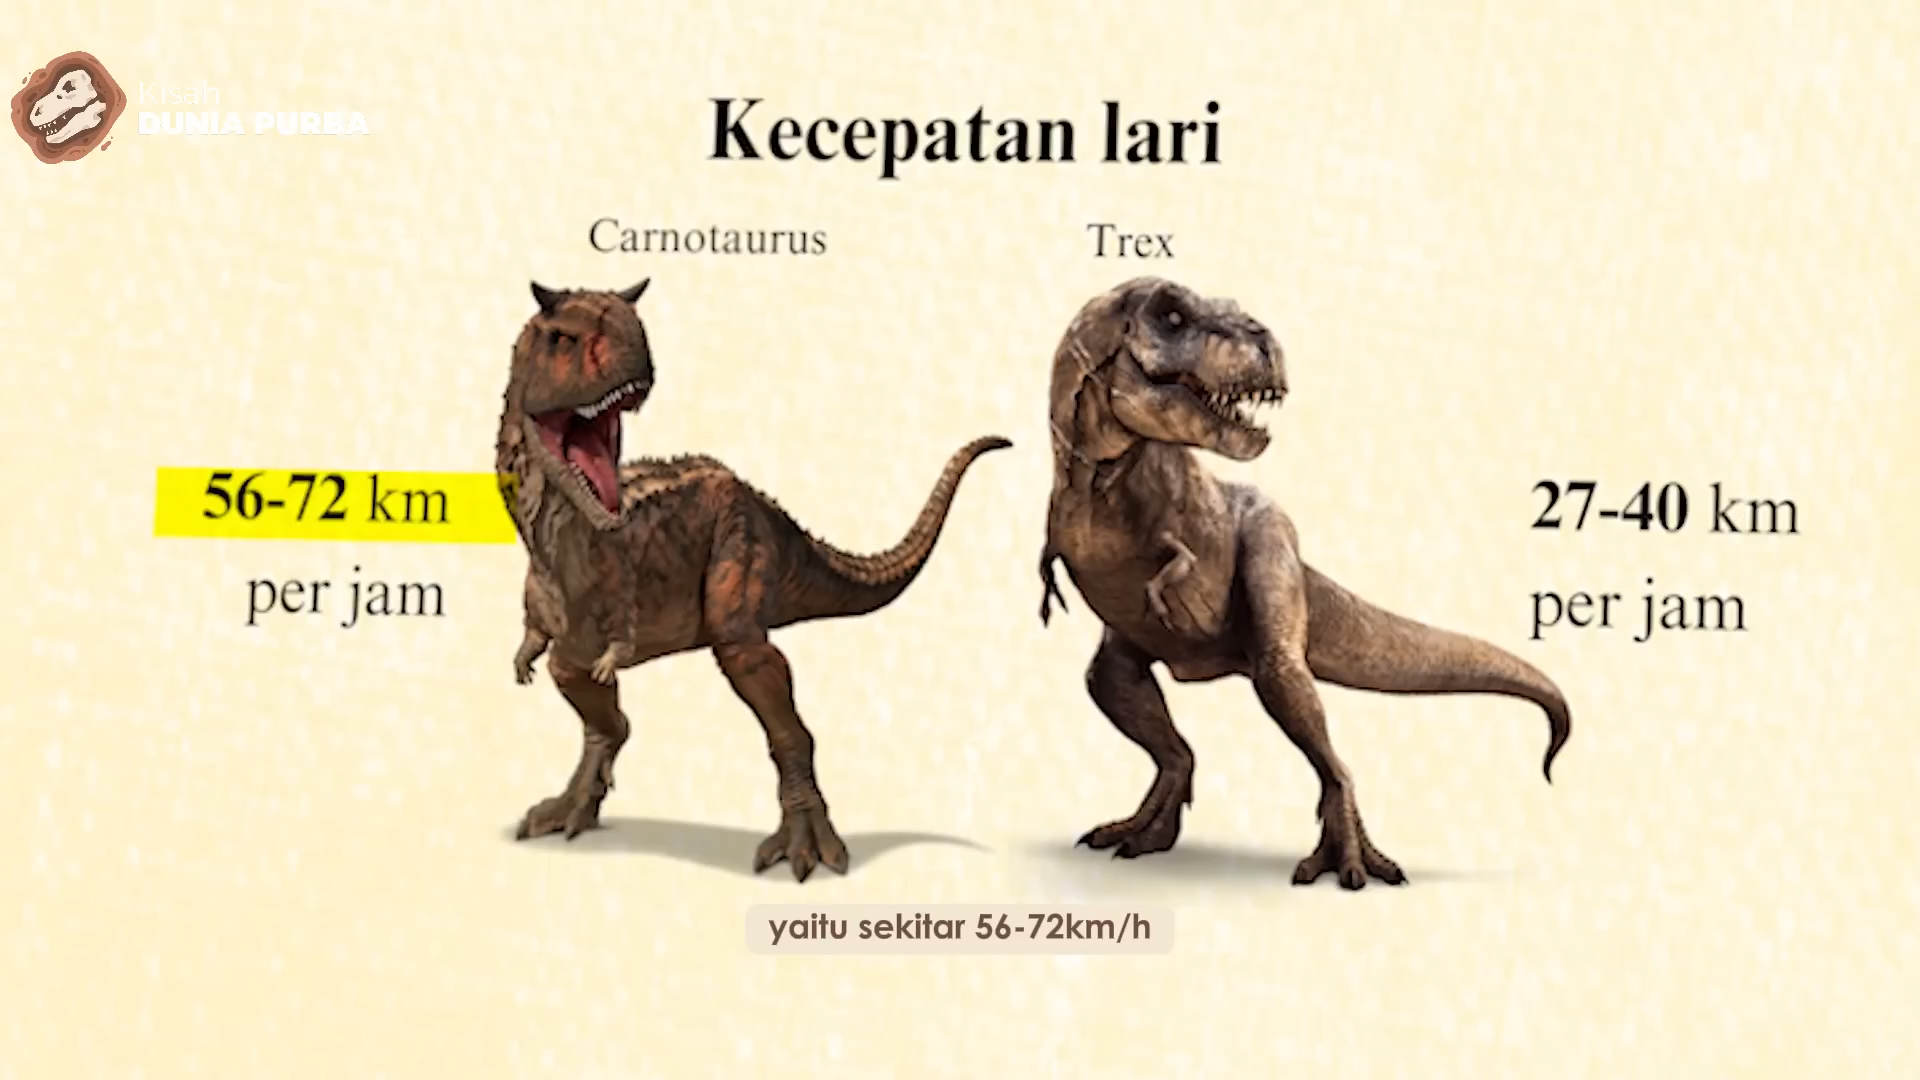 Kisah
DUNIA PURBA
Kecepatan lari
Carnotaurus
Trex
56-72 km
per jam
27-40 km
per jam
yaitu sekitar 56-72km/h